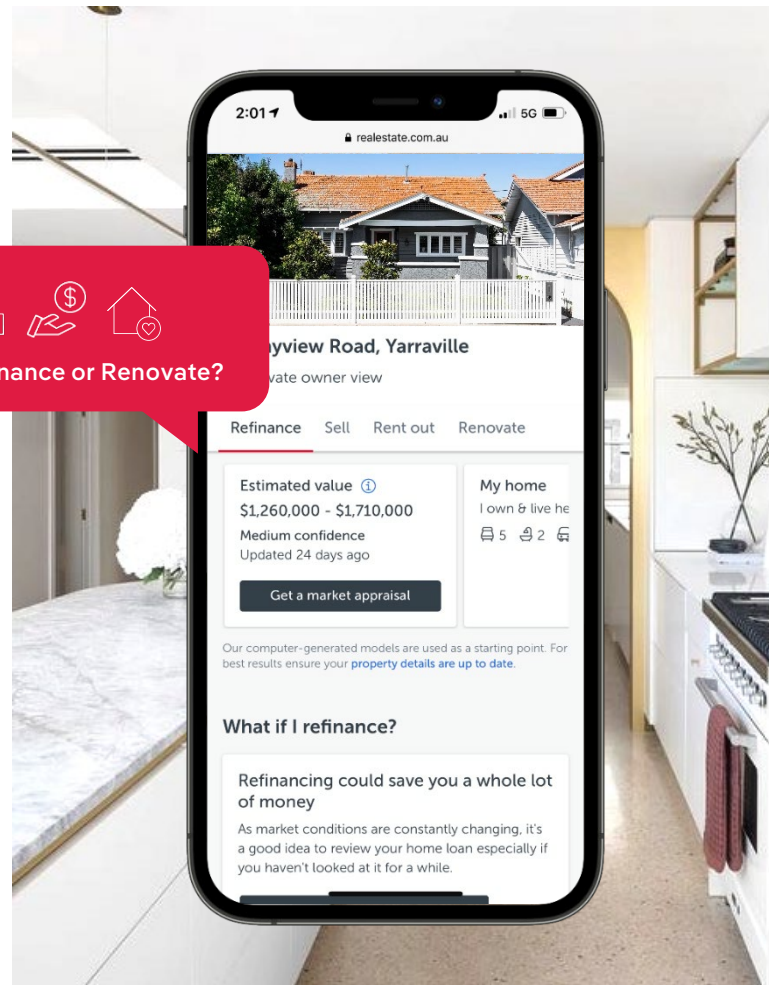 2:01
5G
realestate.com.au
$
Renovate?
Road, Yarraville
owner view
Refinance Sell Rent out Renovate
Estimated value
$1,260,000 - $1,710,000
Medium confidence
Updated 24 days ago
Get a market appraisal
My home
I own & live he
5 2
Our computer-generated models are used as a starting point. For
best results ensure your property details are up to date.
What if I refinance?
Refinancing could save you a whole lot
of money
As market conditions are constantly changing, it's
a good idea to review your home loan especially if
you haven't looked at it for a while.